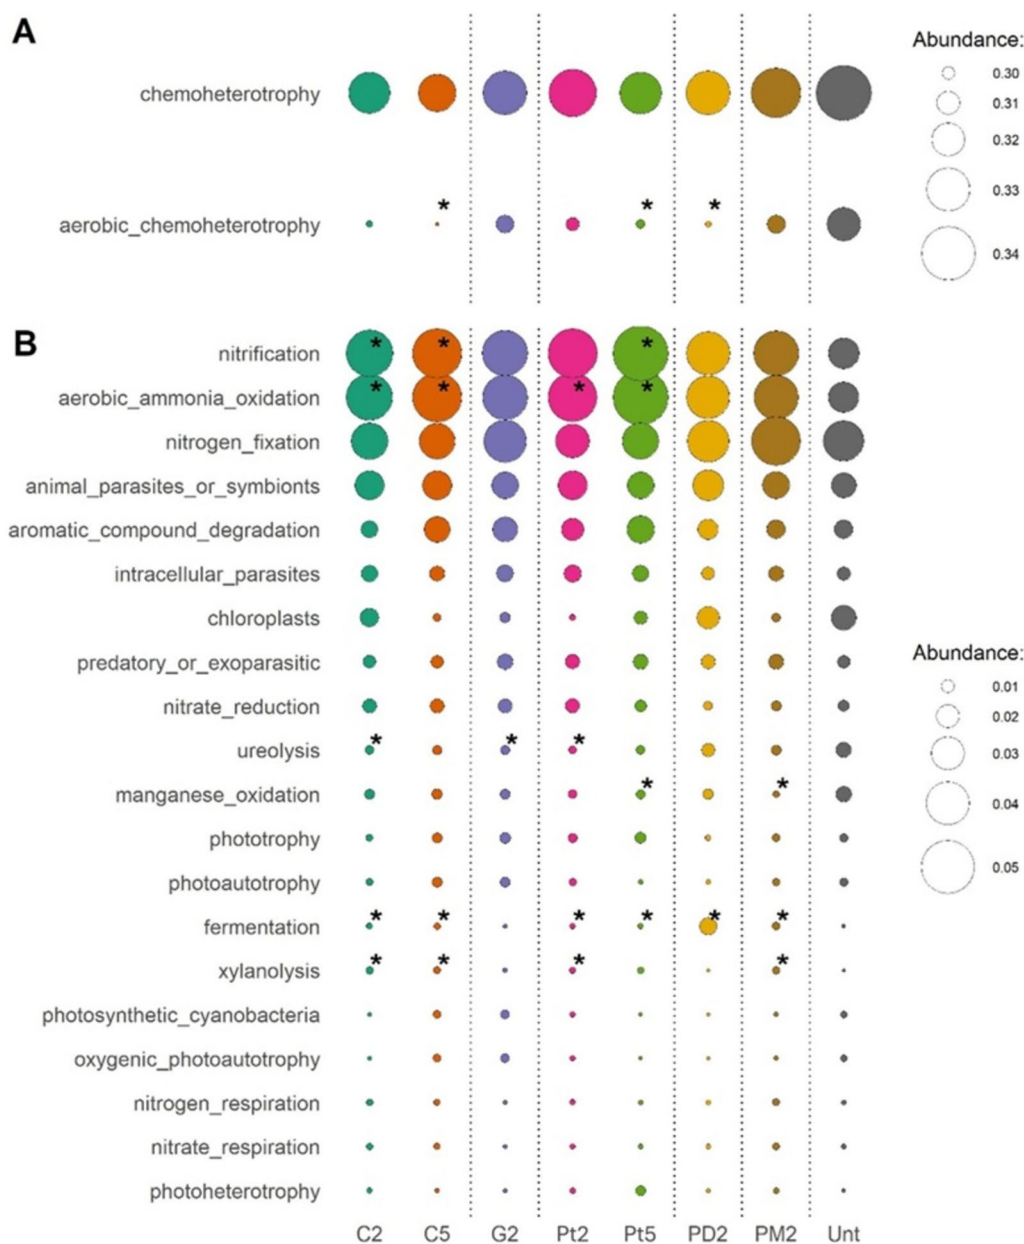 A
Abundance:
chemoheterotrophy
0.30
0.31
0.32
0.33
0.34
aerobic_chemoheterotrophy * * *
B
nitrification * * *
aerobic_ammonia_oxidation * * * *
nitrogen_fixation
animal_parasites_or_symbionts
aromatic_compound_degradation
intracellular_parasites
chloroplasts
predatory_or_exoparasitic
nitrate_reduction
ureolysis * * *
manganese_oxidation * *
phototrophy
photoautotrophy
fermentation * * * * * *
xylanolysis * * * *
photosynthetic_cyanobacteria
oxygenic_photoautotrophy
nitrogen_respiration
nitrate_respiration
photoheterotrophy
Abundance:
0.01
0.02
0.03
0.04
0.05
C2 C5 G2 Pt2 Pt5 PD2 PM2 Unt